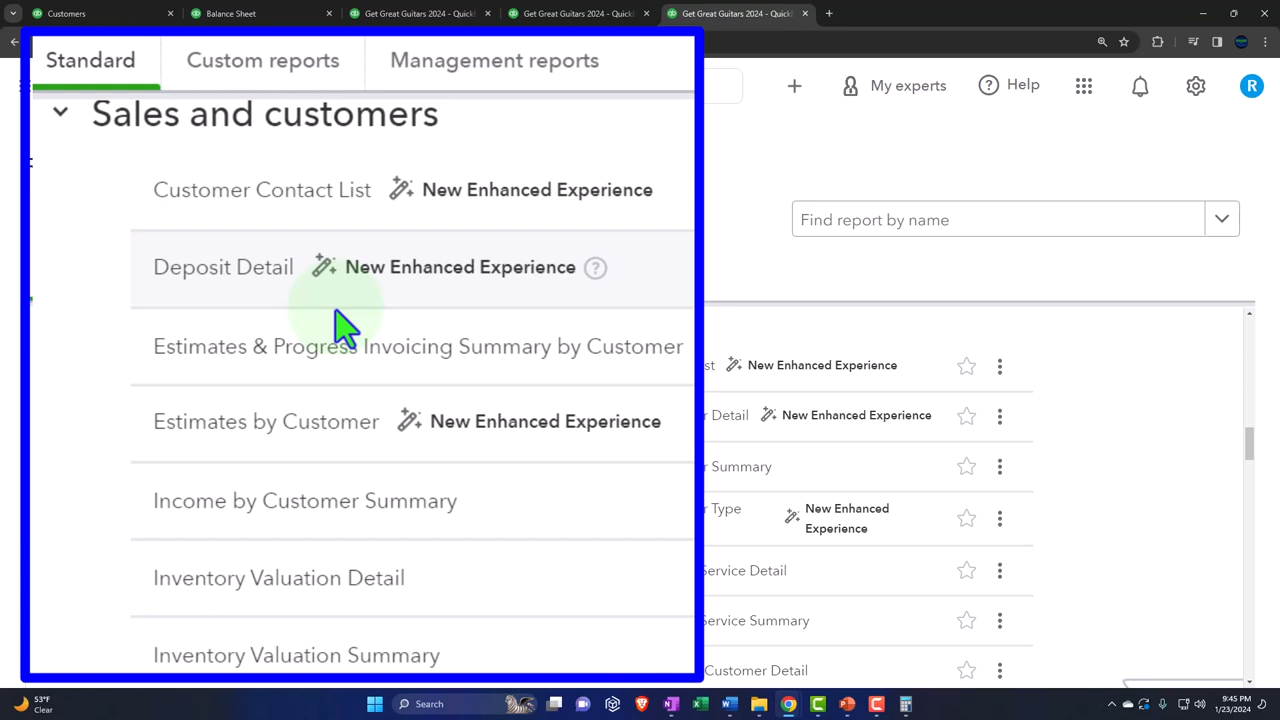 Customers
Balance Sheet
Get Great Guitars 2024 - QuickB
Get Great Guitars 2024 - QuickB
Get Great Guitars 2024 - QuickB
My experts
Help
Standard
Custom reports
Management reports
Sales and customers
Find report by name
Customer Contact List
New Enhanced Experience
Deposit Detail
New Enhanced Experience
Estimates & Progress Invoicing Summary by Customer
Estimates by Customer
New Enhanced Experience
Income by Customer Summary
Inventory Valuation Detail
Inventory Valuation Summary
st
New Enhanced Experience
r Detail
New Enhanced Experience
r Summary
r Type
New Enhanced
Experience
Service Detail
Service Summary
Customer Detail
53°F
Clear
Search
9:45 PM
1/23/2024